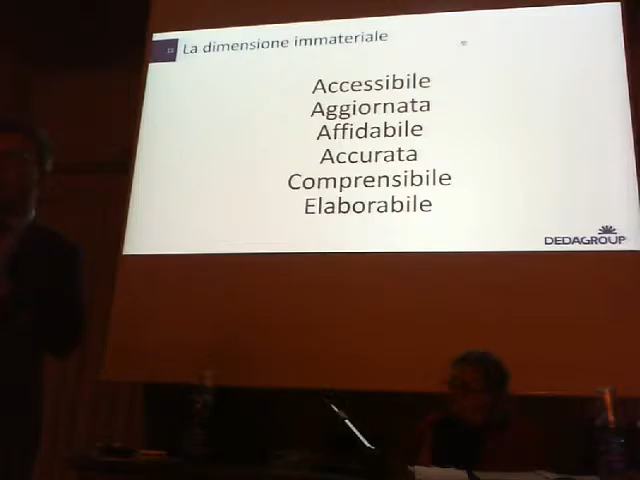 La dimensione immateriale
Accessibile
Aggiornata
Affidabile
Accurata
Comprensibile
Elaborabile
DEDAGROUP